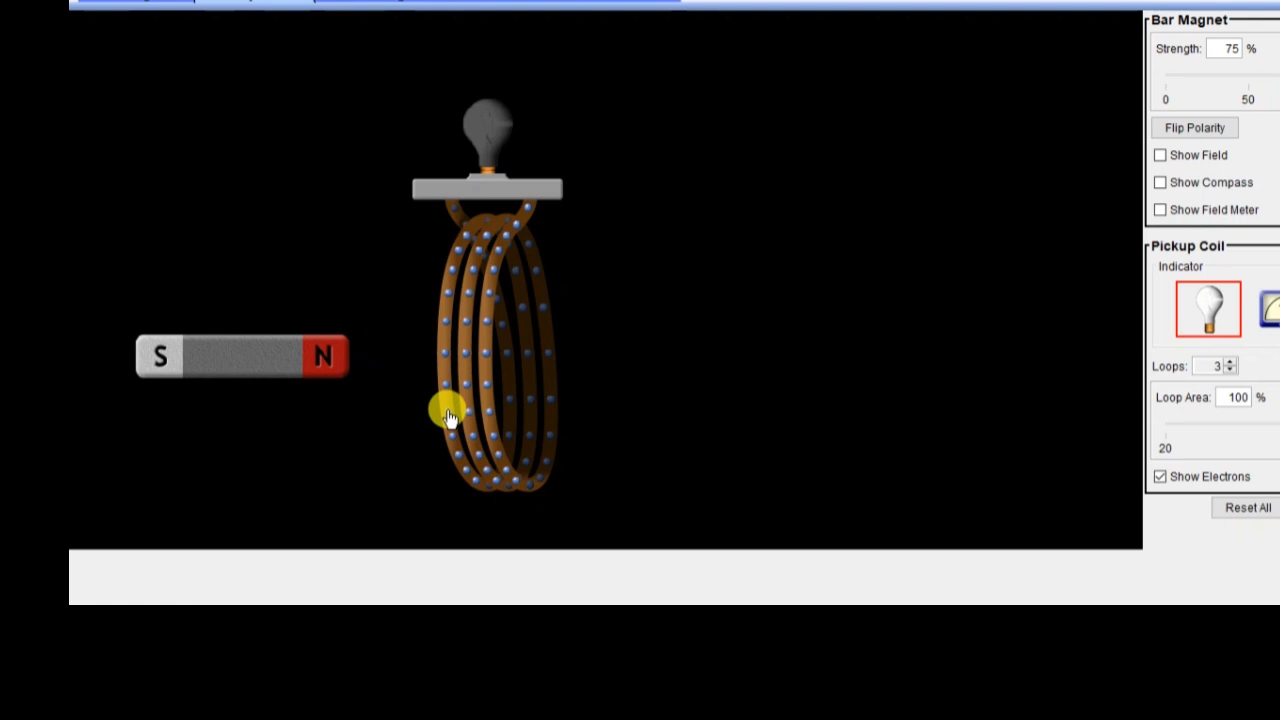 Bar Magnet
Strength: 75 %
0 50
Flip Polarity
Show Field
Show Compass
Show Field Meter
S N
Pickup Coil
Indicator
Loops: 3
Loop Area: 100 %
20
Show Electrons
Reset All